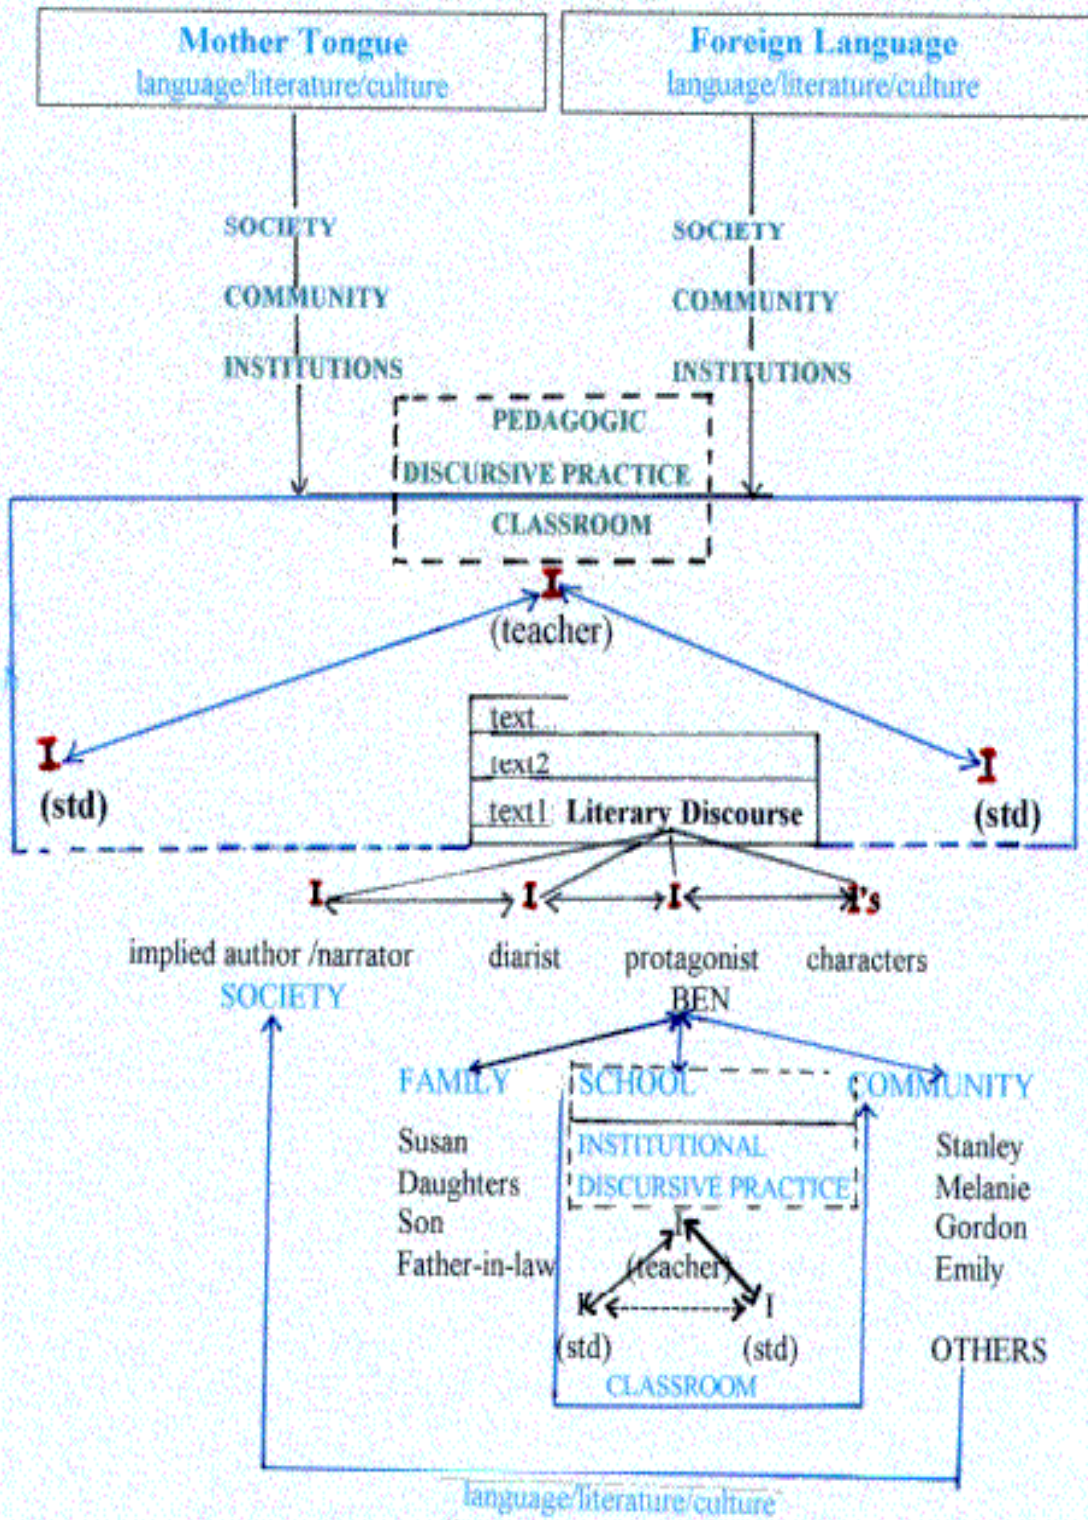 Mother Tongue
language/literature/culture
Foreign Language
language/literature/culture
SOCIETY
COMMUNITY
INSTITUTIONS
SOCIETY
COMMUNITY
INSTITUTIONS
PEDAGOGIC
DISCURSIVE PRACTICE
CLASSROOM
I
(teacher)
I
(std)
I
(std)
text...
text2
text1 Literary Discourse
I
I
I
I's
implied author /narrator
diarist
protagonist
characters
SOCIETY
BEN
FAMILY
SCHOOL
COMMUNITY
Susan
Daughters
Son
Father-in-law
INSTITUTIONAL
DISCURSIVE PRACTICE
I
(teacher)
I
I
(std)
(std)
CLASSROOM
Stanley
Melanie
Gordon
Emily
OTHERS
language/literature/culture